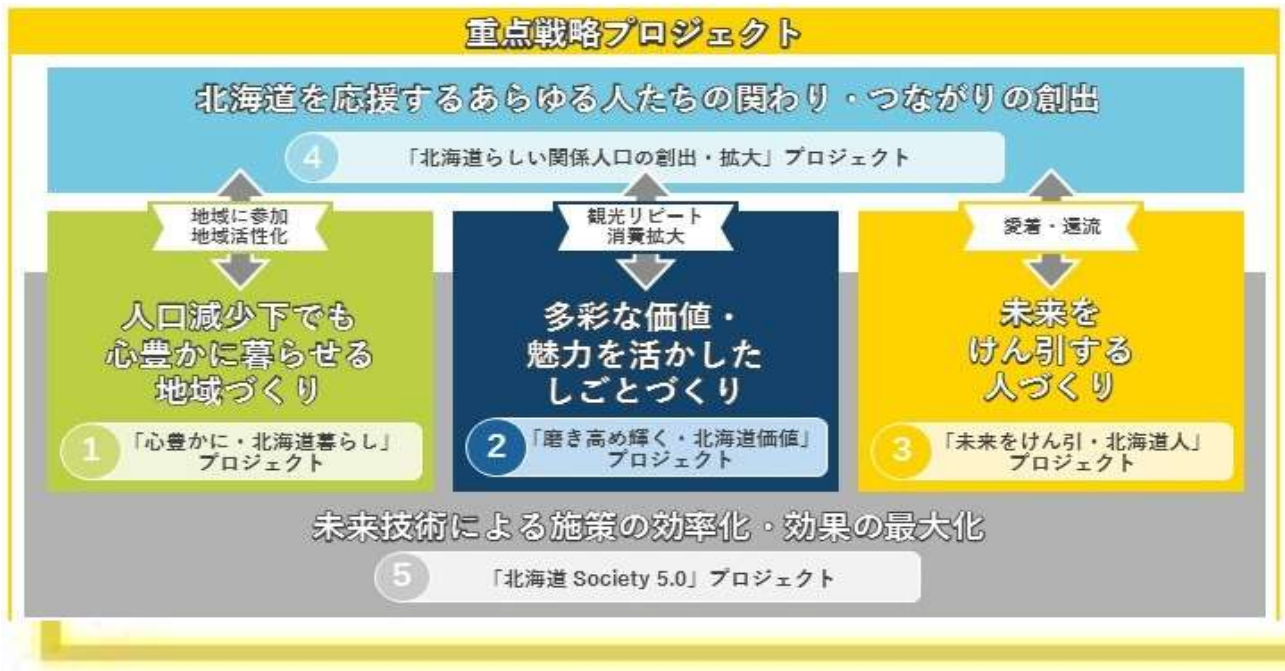 重点戦略プロジェクト
北海道を応援するあらゆる人たちの関わり・つながりの創出
4 「北海道らしい関係人口の創出・拡大」プロジェクト
地域に参加
地域活性化
観光リピート
消費拡大
愛着・還流
人口減少下でも
心豊かに暮らせる
地域づくり
1 「心豊かに・北海道暮らし」
プロジェクト
多彩な価値・
魅力を活かした
しごとづくり
2 「磨き高め輝く・北海道価値」
プロジェクト
未来を
けん引する
人づくり
3 「未来をけん引・北海道人」
プロジェクト
未来技術による施策の効率化・効果の最大化
5 「北海道 Society 5.0」プロジェクト